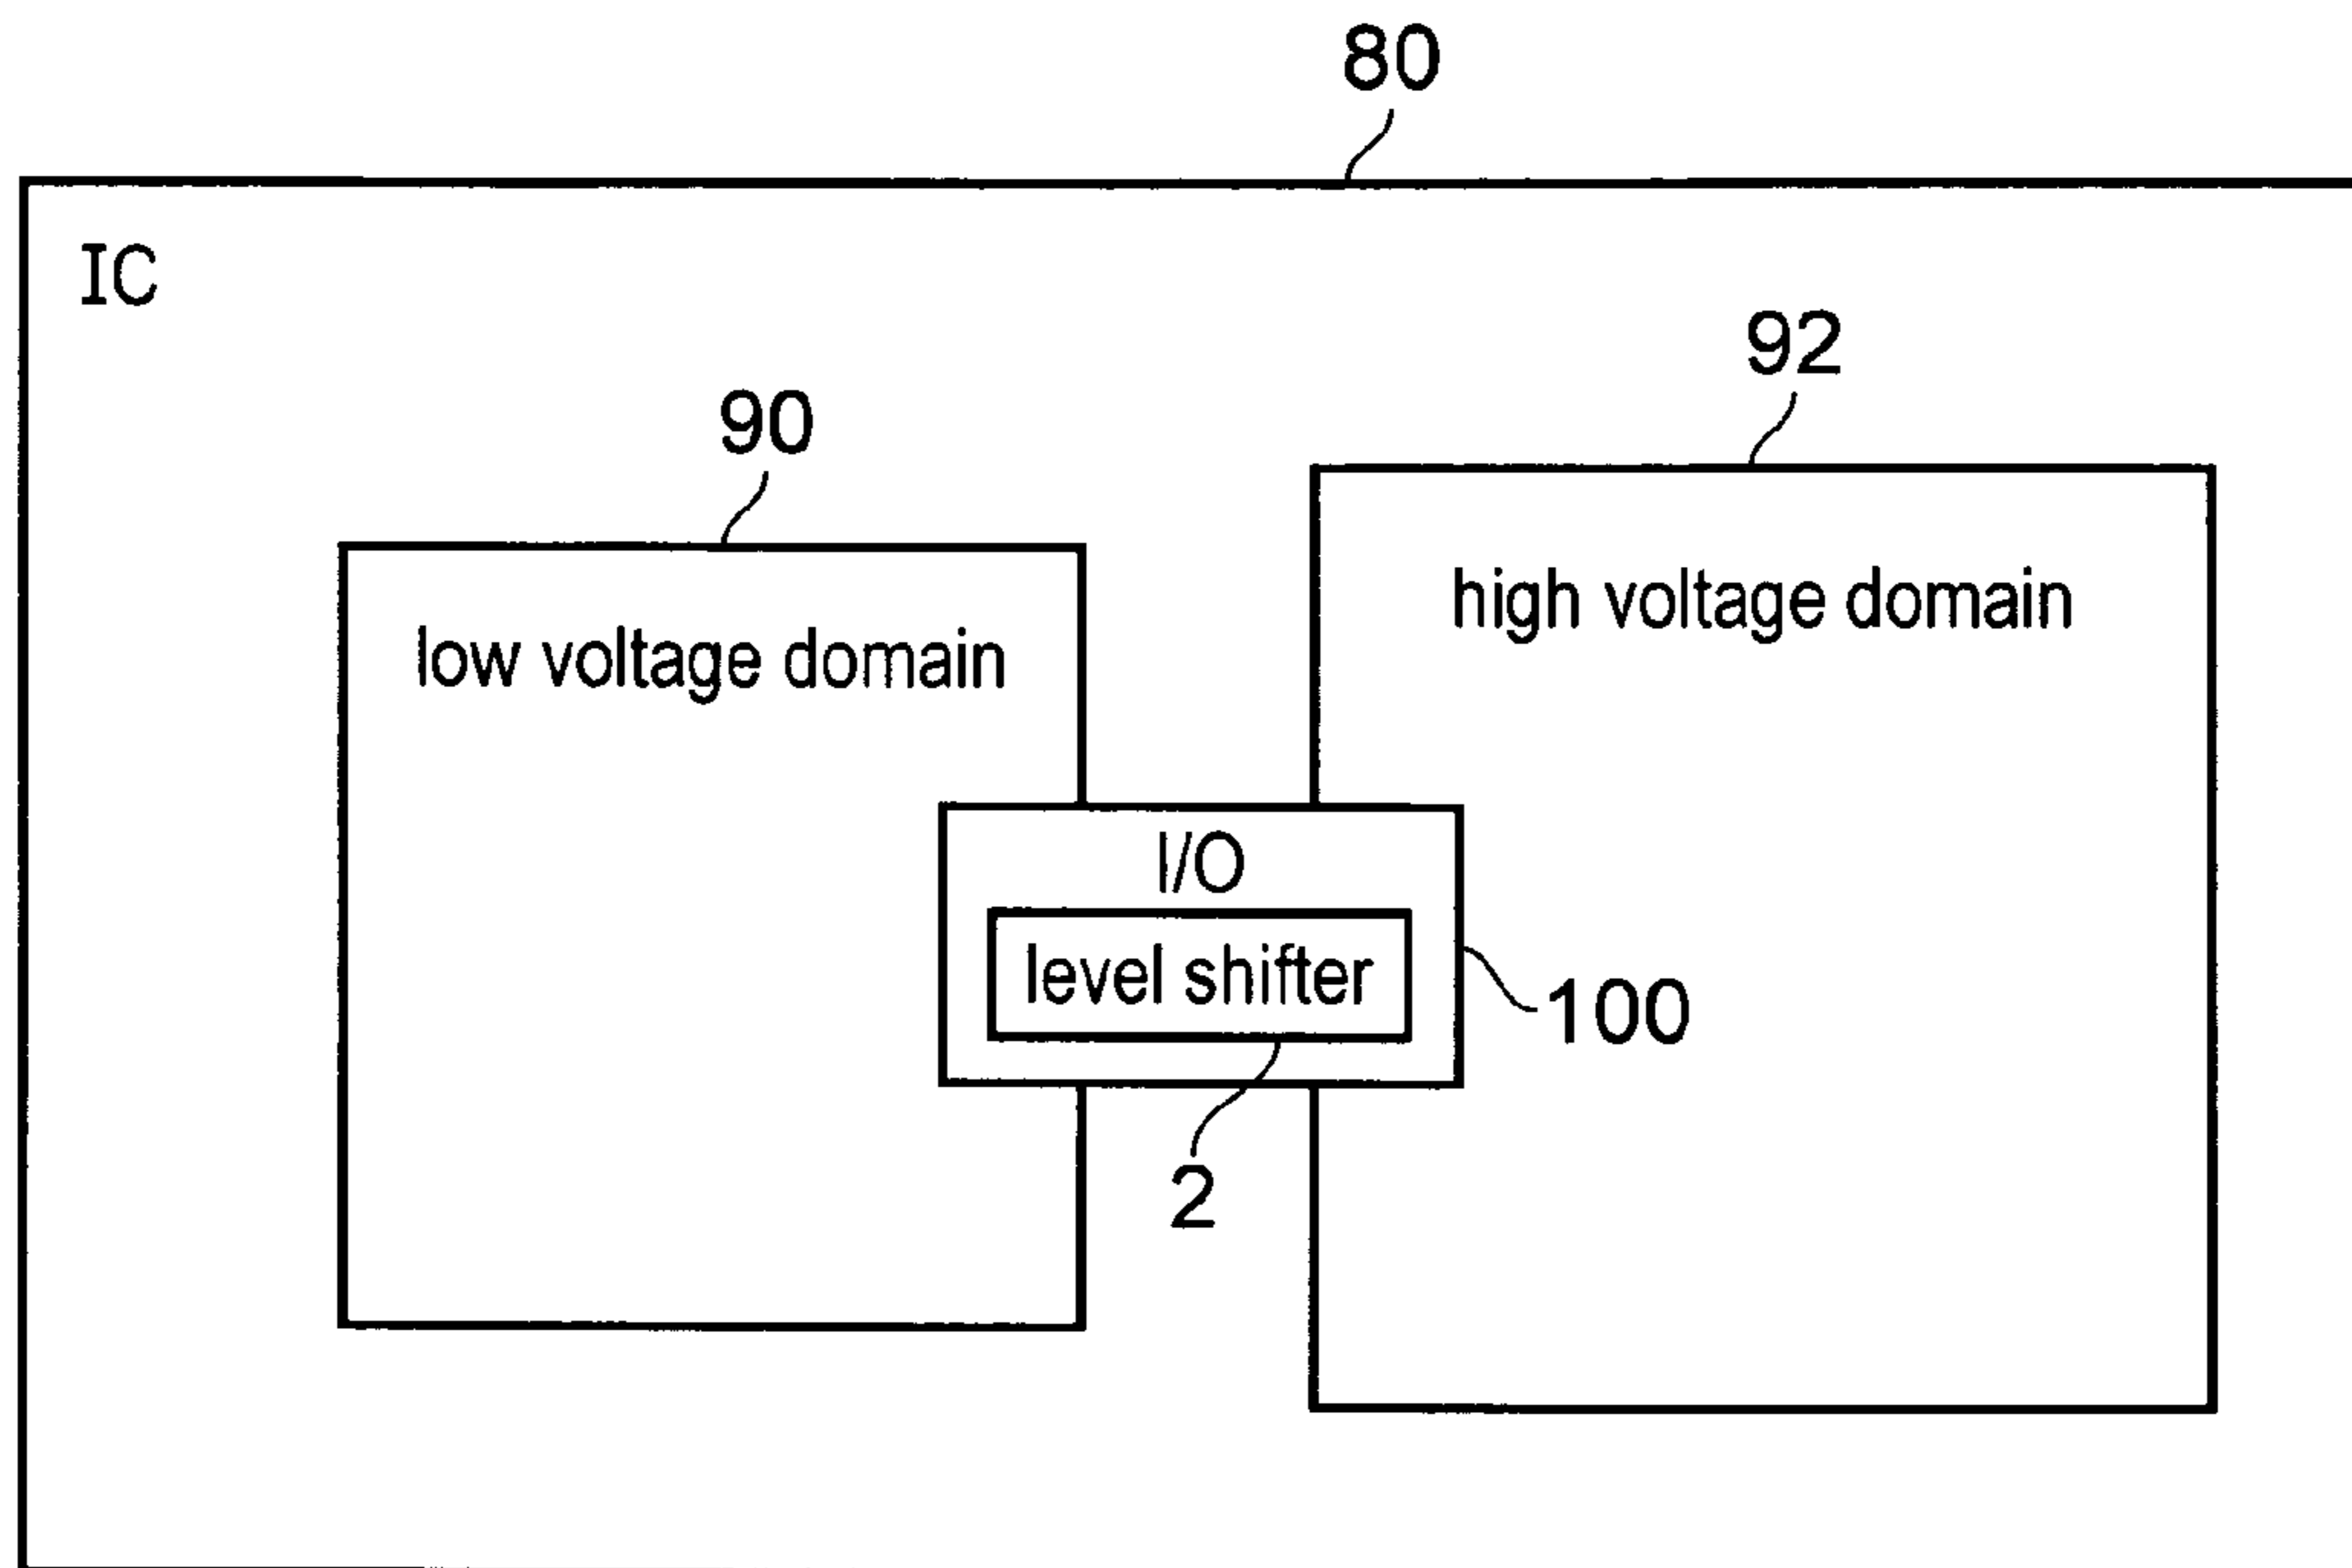 80
IC
92
90
high voltage domain
low voltage domain
I/O
level shifter
100
2